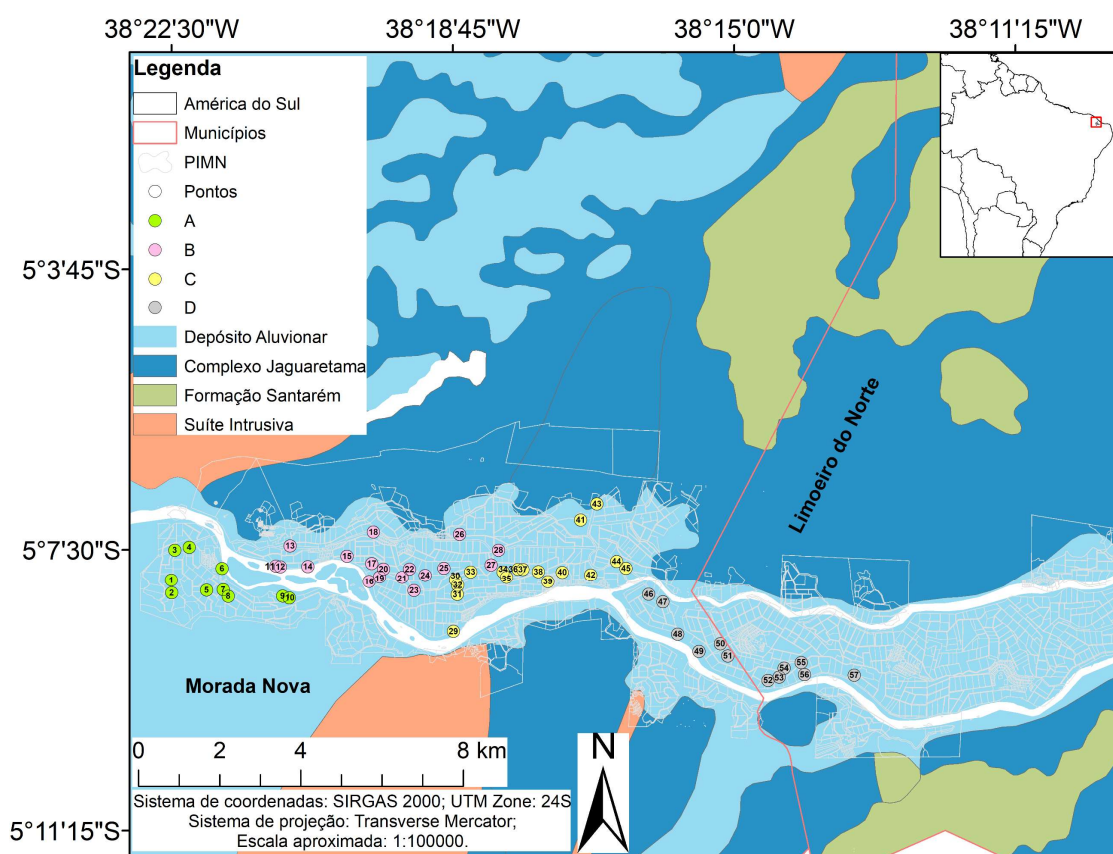 38°22'30"W 38°18'45"W 38°15'0"W 38°11'15"W
Legenda
América do Sul
Municípios
PIMN
Pontos
A
B
C
D
Depósito Aluvionar
Complexo Jaguaretama
Formação Santarém
Suíte Intrusiva
5°3'45"S
5°7'30"S
5°11'15"S
Limoeiro do Norte
Morada Nova
43
41
18
26
13
4
3
28
15
44
17
27
45
6
11
12
14
20
22
25
24
33
34
36
37
38
40
42
30
35
39
16
19
21
1
32
5
7
23
2
8
9
10
31
46
47
29
48
50
49
51
55
54
56
57
53
52
0 2 4 8 km
N
Sistema de coordenadas: SIRGAS 2000; UTM Zone: 24S
Sistema de projeção: Transverse Mercator;
Escala aproximada: 1:100000.